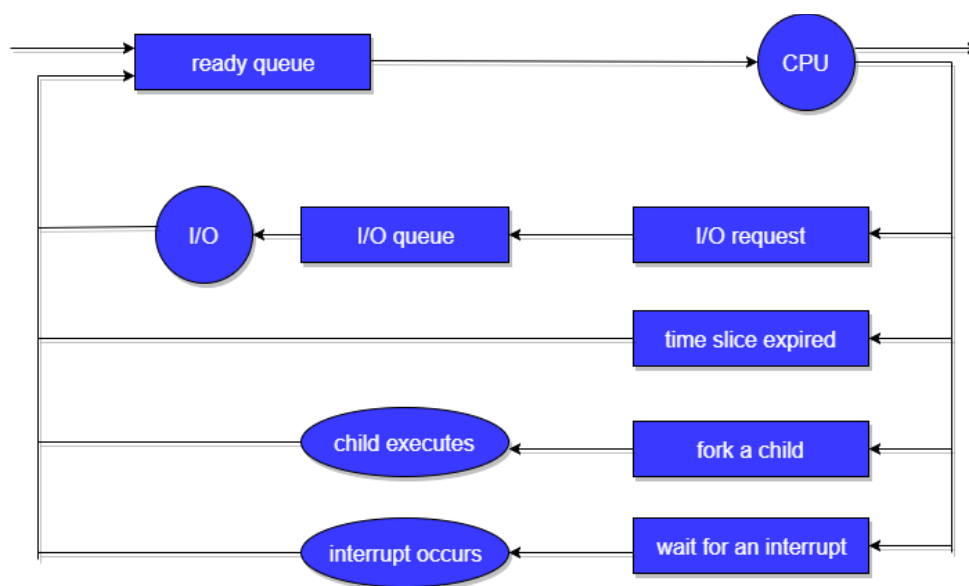 ready queue
CPU
I/O
I/O queue
I/O request
time slice expired
child executes
fork a child
interrupt occurs
wait for an interrupt